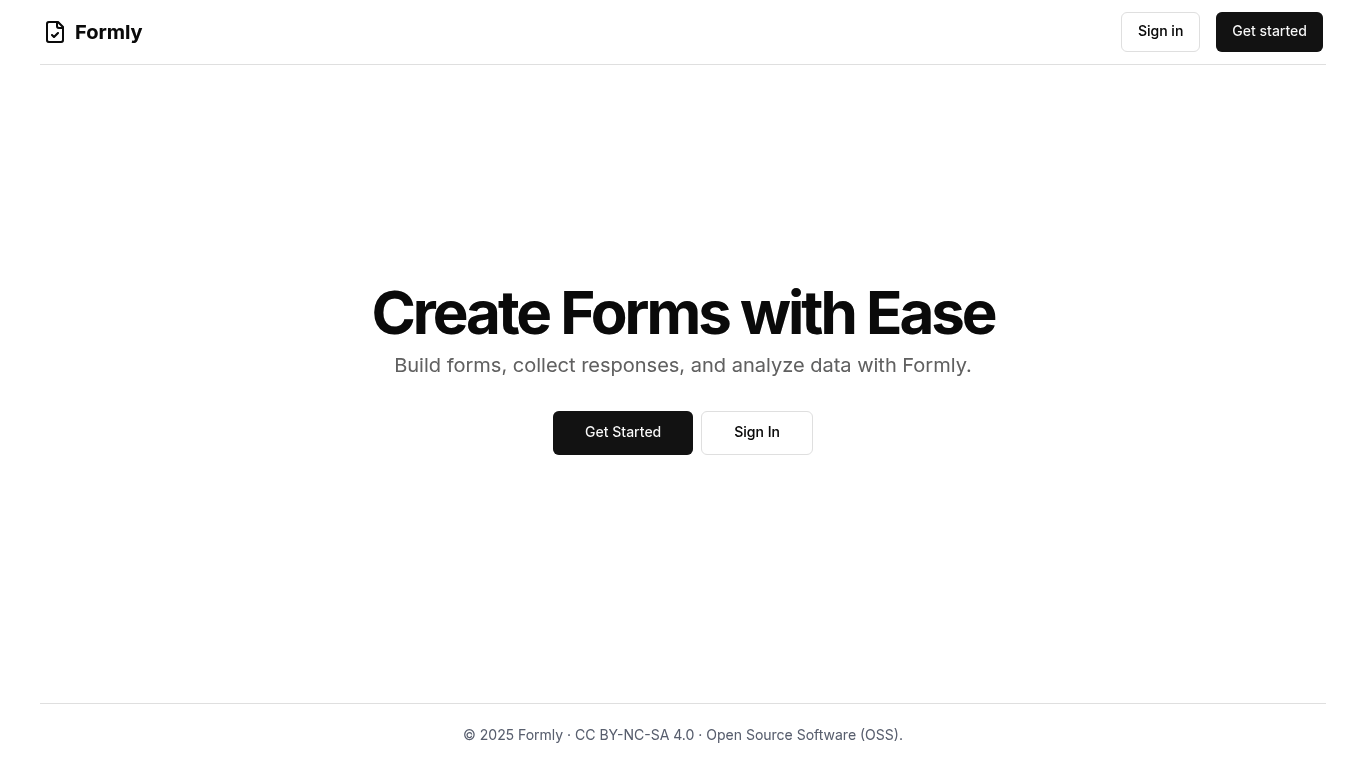 Formly
Sign in
Get started
Create Forms with Ease
Build forms, collect responses, and analyze data with Formly.
Get Started
Sign In
© 2025 Formly · CC BY-NC-SA 4.0 · Open Source Software (OSS).